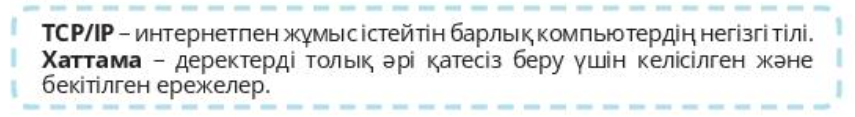 TCP/IP – интернетпен жұмыс істейтін барлық компьютердің негізгі тілі.
Хаттама – деректерді толық әрі қатесіз беру үшін келісілген және
бекітілген ережелер.